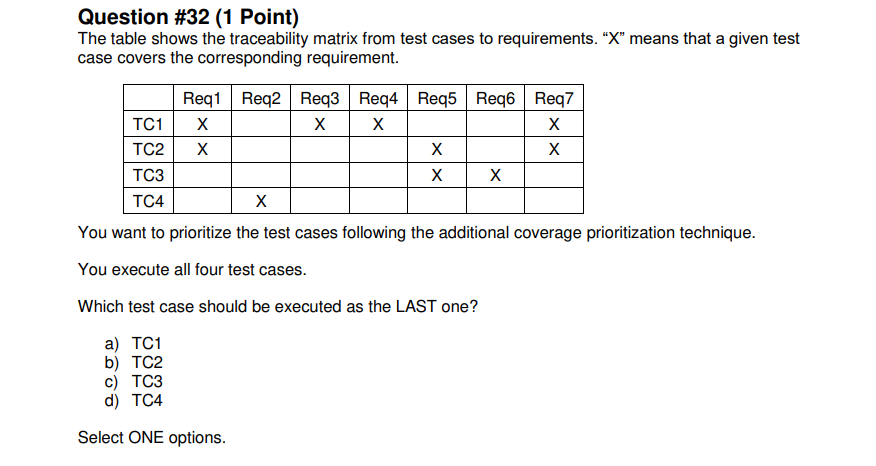 Question #32 (1 Point)
The table shows the traceability matrix from test cases to requirements. “X” means that a given test
case covers the corresponding requirement.
Req1 Req2 Req3 Req4 Req5 Req6 Req7
TC1 X X X X
TC2 X X X
TC3 X X
TC4 X
You want to prioritize the test cases following the additional coverage prioritization technique.
You execute all four test cases.
Which test case should be executed as the LAST one?
a) TC1
b) TC2
c) TC3
d) TC4
Select ONE options.